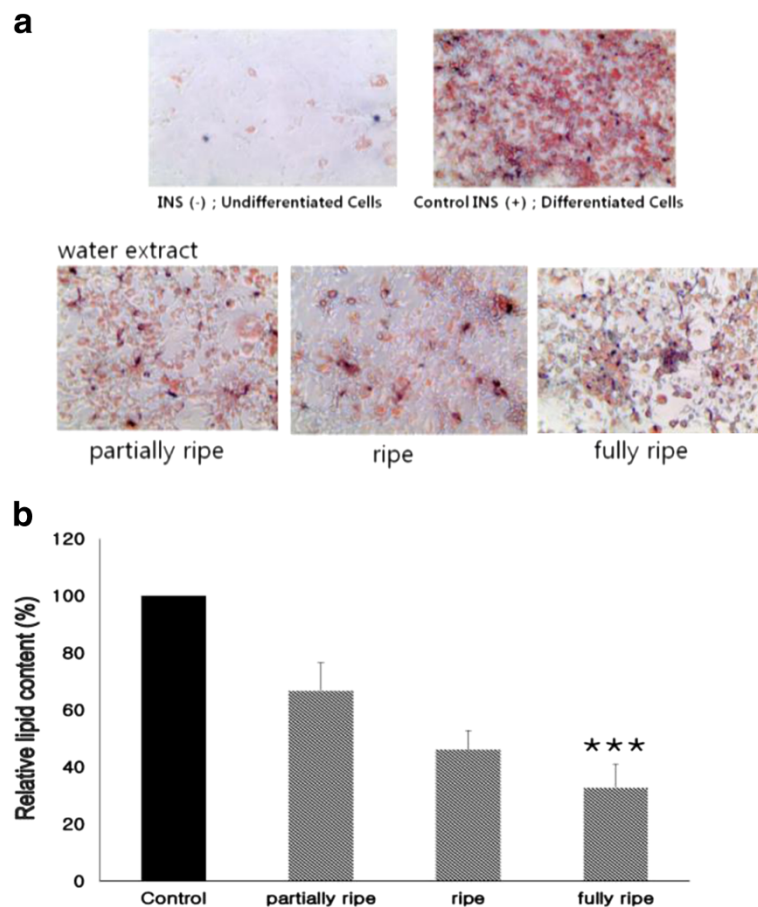 a
INS (-) ; Undifferentiated Cells
Control INS (+) ; Differentiated Cells
water extract
partially ripe
ripe
fully ripe
b
Relative lipid content (%)
120
100
80
60
40
20
0
***
Control
partially ripe
ripe
fully ripe